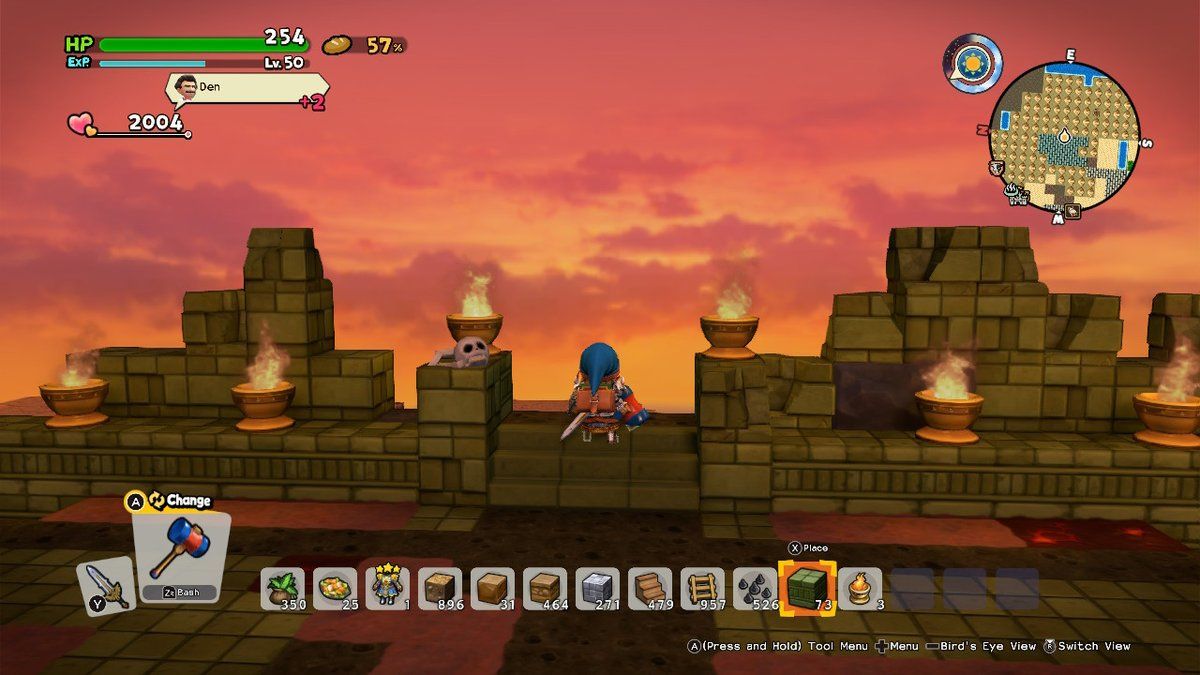 HP 254 57%
EXP. Lv. 50
Den
+2
2004
E
N
S
W
A Change
Y
Zr Bash
X Place
350 25 1 896 31 464 271 479 957 526 73 3
A (Press and Hold) Tool Menu Menu Bird's Eye View R Switch View